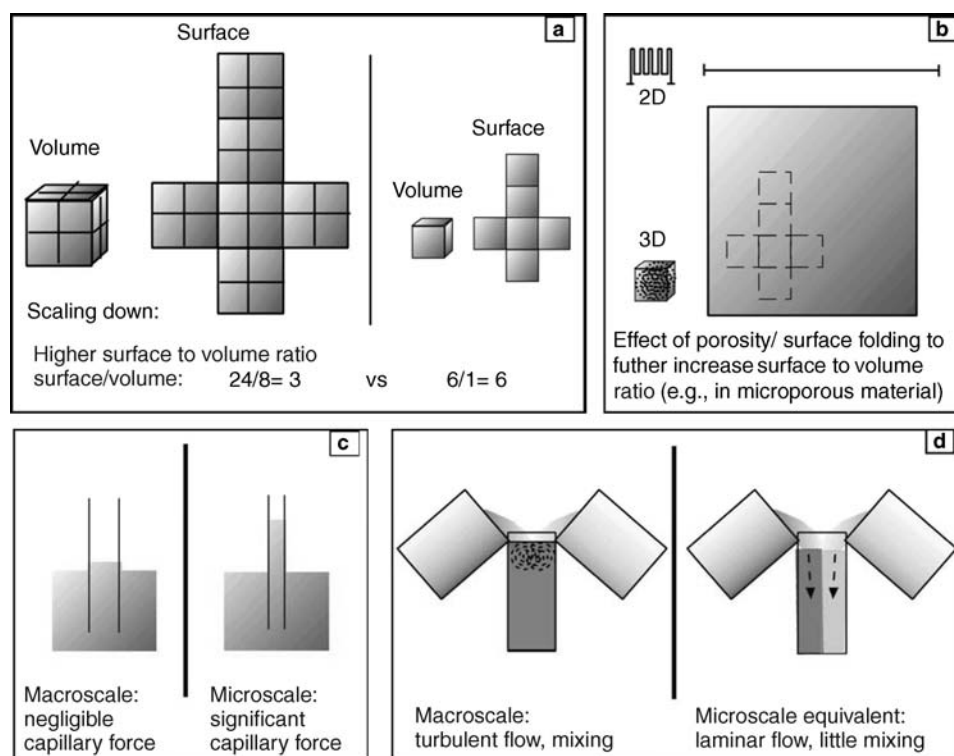 a
Surface
Volume
Surface
Volume
Scaling down:
Higher surface to volume ratio
surface/volume: 24/8= 3 vs 6/1= 6
b
2D
3D
Effect of porosity/ surface folding to
futher increase surface to volume
ratio (e.g., in microporous material)
c
Macroscale:
negligible
capillary force
Microscale:
significant
capillary force
d
Macroscale:
turbulent flow, mixing
Microscale equivalent:
laminar flow, little mixing